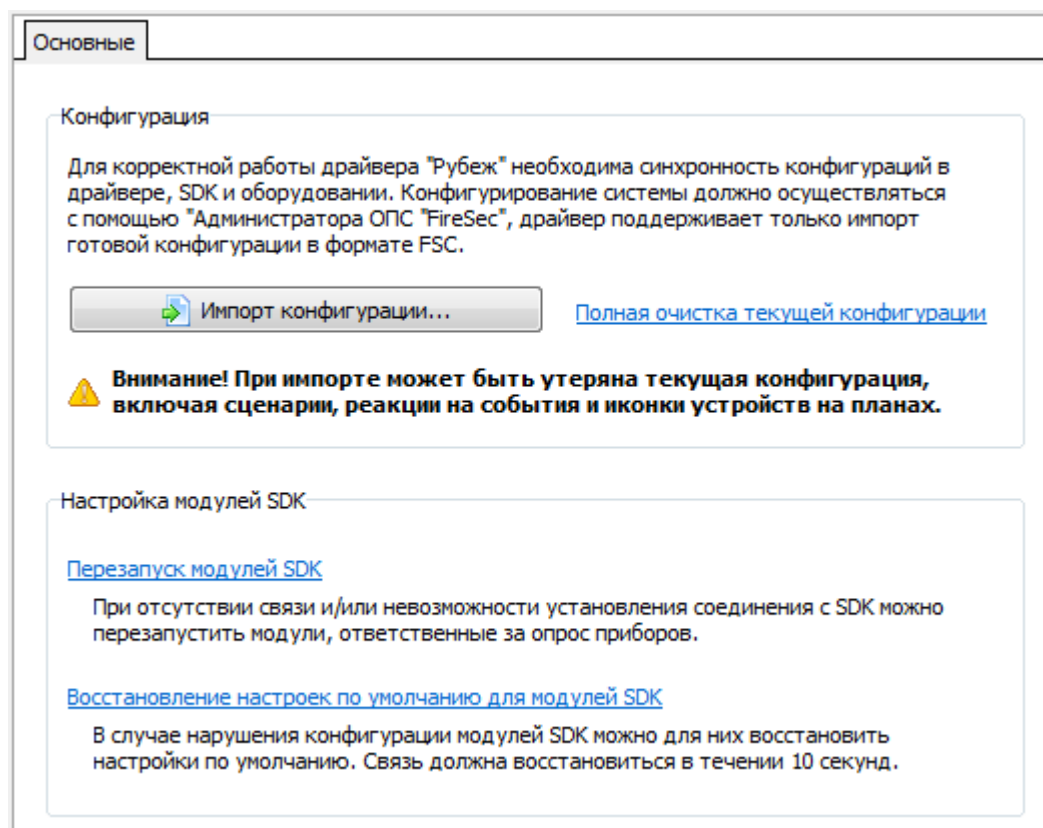 Основные
Конфигурация
Для корректной работы драйвера "Рубеж" необходима синхронность конфигураций в
драйвере, SDK и оборудовании. Конфигурирование системы должно осуществляться
с помощью "Администратора ОПС "FireSec", драйвер поддерживает только импорт
готовой конфигурации в формате FSC.
Импорт конфигурации...
Полная очистка текущей конфигурации
Внимание! При импорте может быть утеряна текущая конфигурация,
включая сценарии, реакции на события и иконки устройств на планах.
Настройка модулей SDK
Перезапуск модулей SDK
При отсутствии связи и/или невозможности установления соединения с SDK можно
перезапустить модули, ответственные за опрос приборов.
Восстановление настроек по умолчанию для модулей SDK
В случае нарушения конфигурации модулей SDK можно для них восстановить
настройки по умолчанию. Связь должна восстановиться в течении 10 секунд.